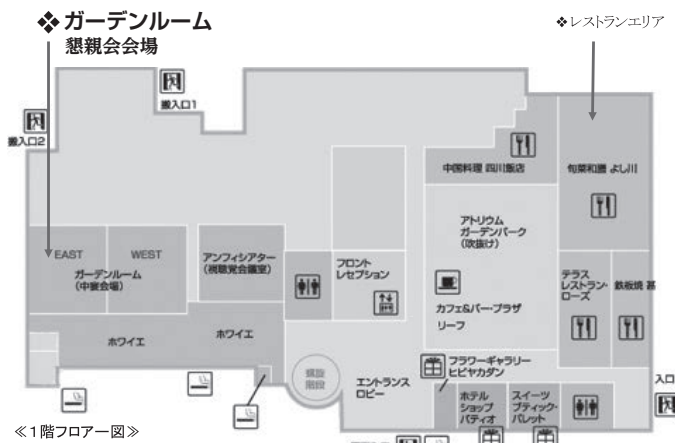 ❖ガーデンルーム
懇親会会場
❖レストランエリア
搬入口1
搬入口2
中国料理 四川飯店
旬菜和膳 よし川
アトリウム
ガーデンパーク
(吹抜け)
EAST
WEST
ガーデンルーム
(中宴会場)
アンフィシアター
(視聴覚会議室)
フロント
レセプション
カフェ&バー・プラザ
リーフ
テラス
レストラン・
ローズ
鉄板焼 甚
ホワイエ
ホワイエ
螺旋
階段
エントランス
ロビー
フラワーギャラリー
ヒビヤカダン
ホテル
ショップ
パティオ
スイーツ
ブティック・
パレット
入口
≪1階フロアー図≫